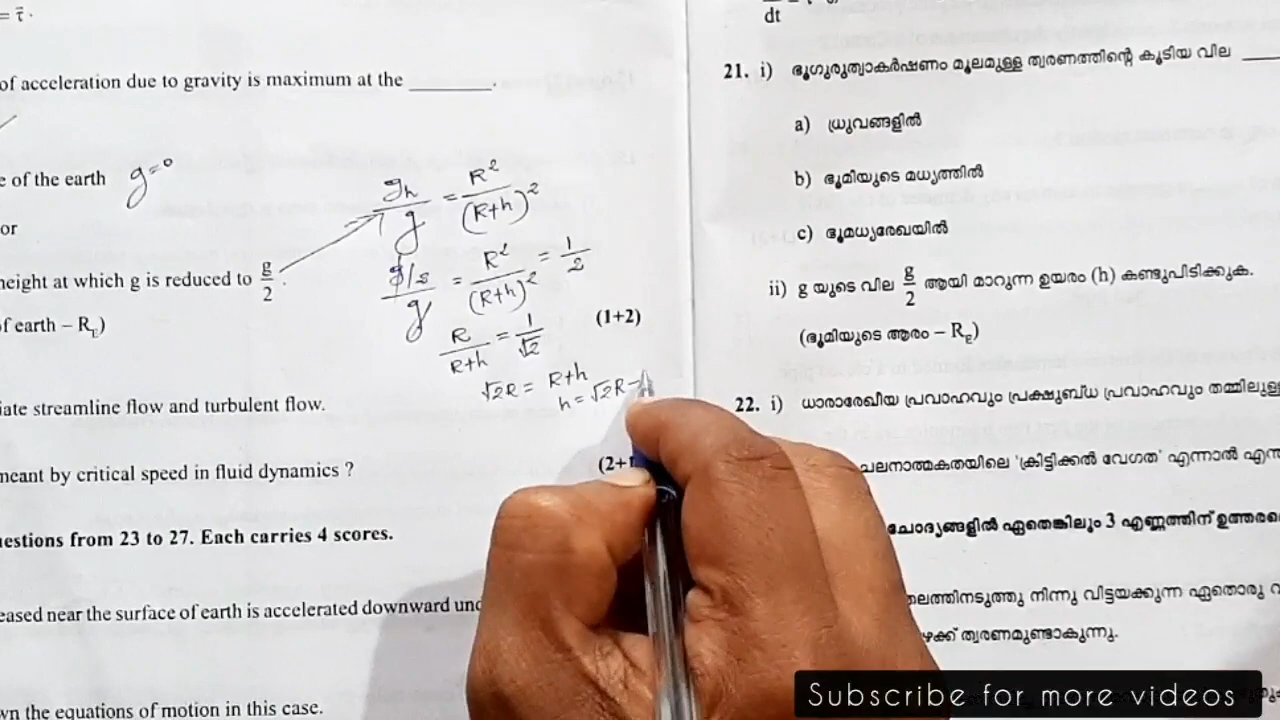 = τ⃗.
of acceleration due to gravity is maximum at the ________.
e of the earth g=0
or
height at which g is reduced to g/2.
of earth – R_E)
g_h/g = R²/(R+h)²
g/2/g = R²/(R+h)² = 1/2
R/R+h = 1/√2
(1+2)
√2R = R+h
h = √2R –
iate streamline flow and turbulent flow.
meant by critical speed in fluid dynamics ?
(2+1
uestions from 23 to 27. Each carries 4 scores.
eased near the surface of earth is accelerated downward und
wn the equations of motion in this case.
dt
21. i) ഭൂഗുരുത്വാകർഷണം മൂലമുള്ള ത്വരണത്തിന്റെ കൂടിയ വില ____
a) ധ്രുവങ്ങളിൽ
b) ഭൂമിയുടെ മധ്യത്തിൽ
c) ഭൂമധ്യരേഖയിൽ
ii) g യുടെ വില g/2 ആയി മാറുന്ന ഉയരം (h) കണ്ടുപിടിക്കുക.
(ഭൂമിയുടെ ആരം – R_E)
22. i) ധാരാരേഖീയ പ്രവാഹവും പ്രക്ഷുബ്ധ പ്രവാഹവും തമ്മിലുള്ള
ചലനാത്മകതയിലെ 'ക്രിട്ടിക്കൽ വേഗത' എന്നാൽ എന്ത
ചോദ്യങ്ങളിൽ ഏതെങ്കിലും 3 എണ്ണത്തിന് ഉത്തരമെ
തലത്തിനടുത്തു നിന്നു വിട്ടയക്കുന്ന ഏതൊരു വ
ഴേക്ക് ത്വരണമുണ്ടാകുന്നു.
Subscribe for more videos